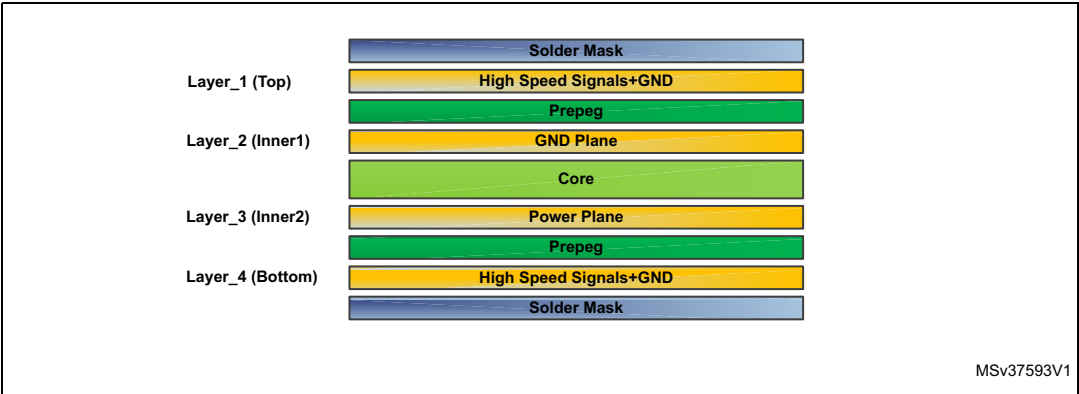 Solder Mask
Layer_1 (Top) High Speed Signals+GND
Prepeg
Layer_2 (Inner1) GND Plane
Core
Layer_3 (Inner2) Power Plane
Prepeg
Layer_4 (Bottom) High Speed Signals+GND
Solder Mask
MSv37593V1